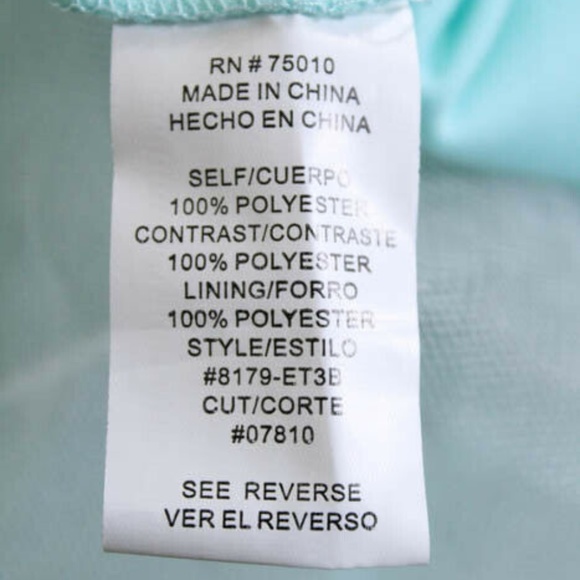 RN # 75010
MADE IN CHINA
HECHO EN CHINA
SELF/CUERPO
100% POLYESTER
CONTRAST/CONTRASTE
100% POLYESTER
LINING/FORRO
100% POLYESTER
STYLE/ESTILO
#8179-ET3B
CUT/CORTE
#07810
SEE REVERSE
VER EL REVERSO